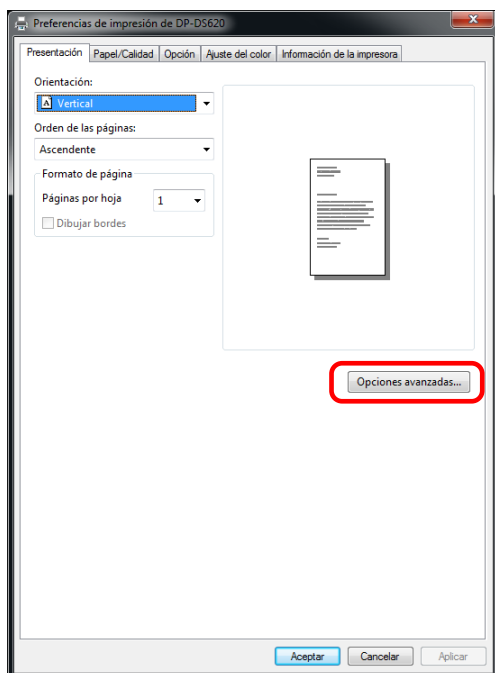 Preferencias de impresión de DP-DS620
Presentación Papel/Calidad Opción Ajuste del color Información de la impresora
Orientación:
A Vertical
Orden de las páginas:
Ascendente
Formato de página
Páginas por hoja 1
Dibujar bordes
Opciones avanzadas...
Aceptar Cancelar Aplicar